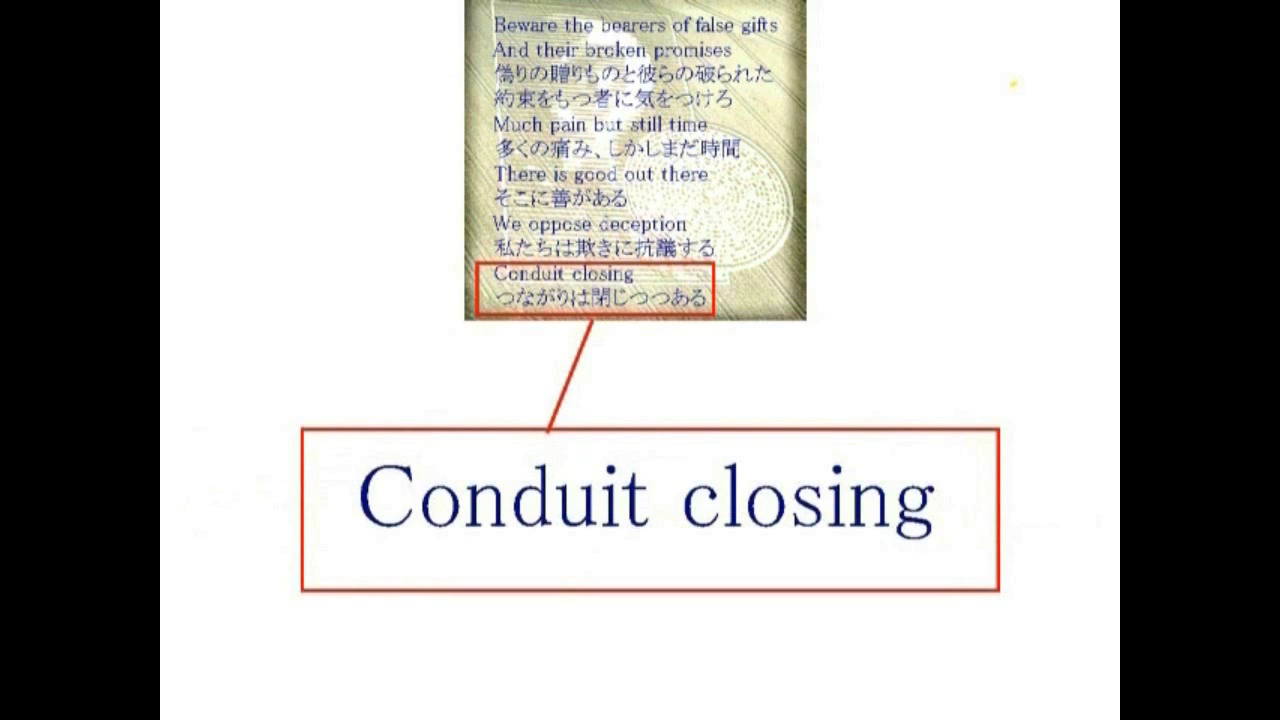 Beware the bearers of false gifts
And their broken promises
偽りの贈りものと彼らの破られた
約束をもつ者に気をつけろ
Much pain but still time
多くの痛み、しかしまだ時間
There is good out there
そこに善がある
We oppose deception
私たちは欺きに抗議する
Conduit closing
つながりは閉じつつある
Conduit closing